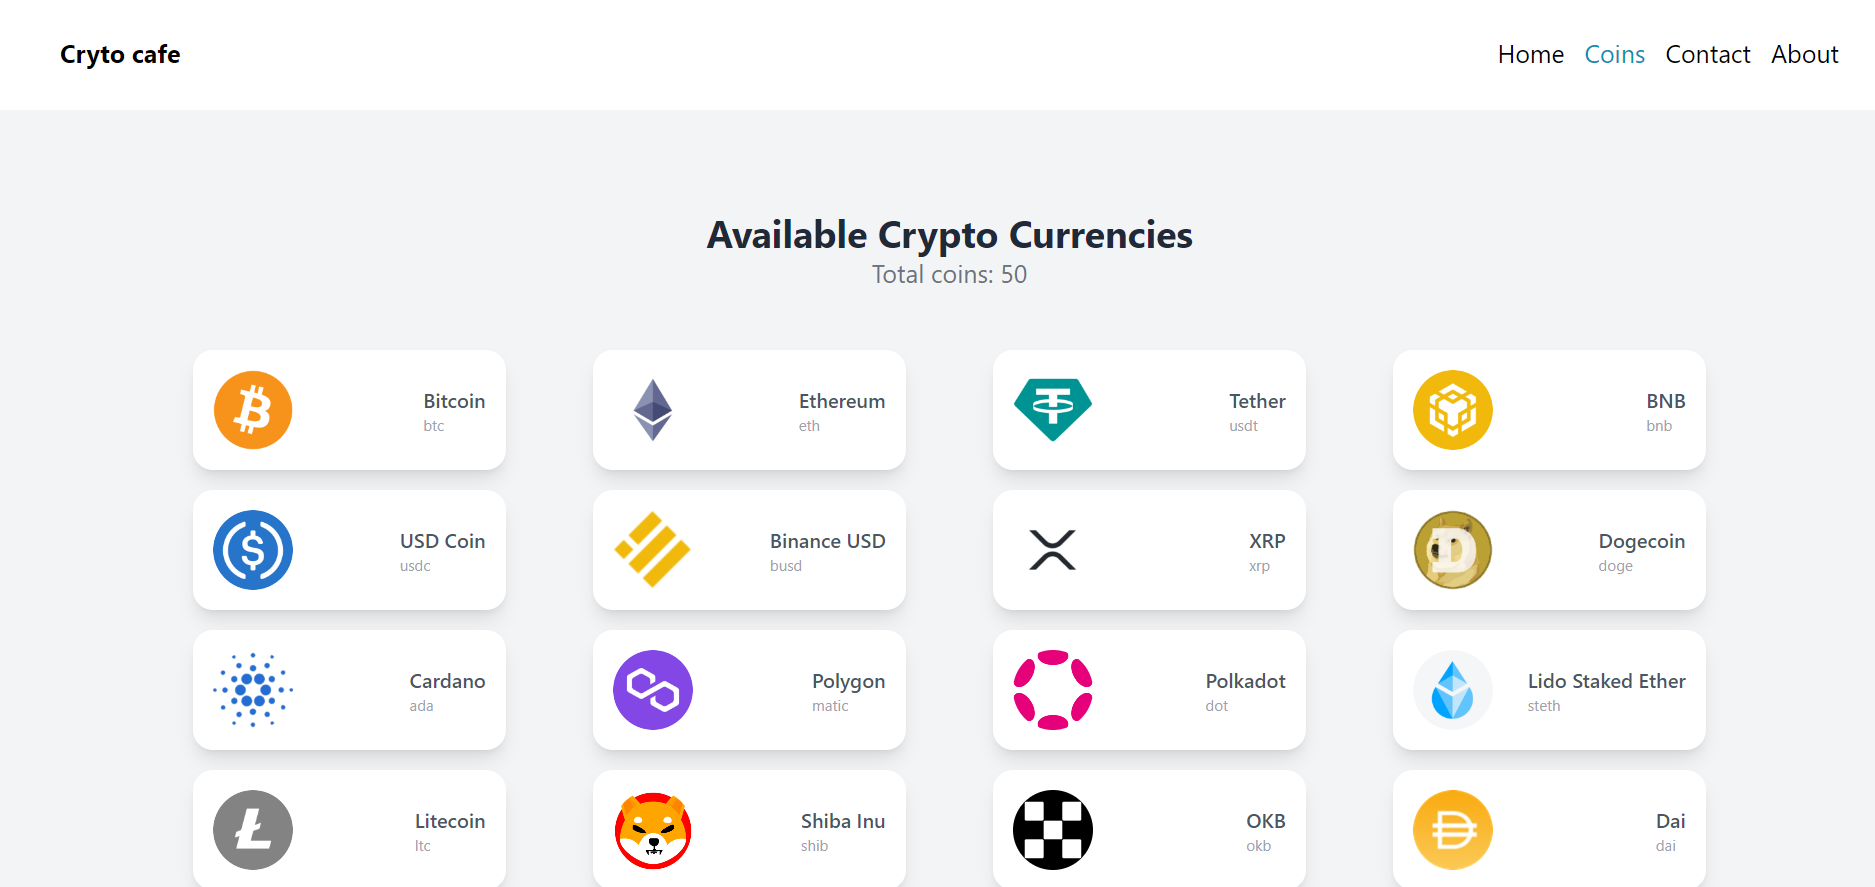 Cryto cafe
Home Coins Contact About
Available Crypto Currencies
Total coins: 50
Bitcoin
btc
Ethereum
eth
Tether
usdt
BNB
bnb
USD Coin
usdc
Binance USD
busd
XRP
xrp
Dogecoin
doge
Cardano
ada
Polygon
matic
Polkadot
dot
Lido Staked Ether
steth
Litecoin
ltc
Shiba Inu
shib
OKB
okb
Dai
dai